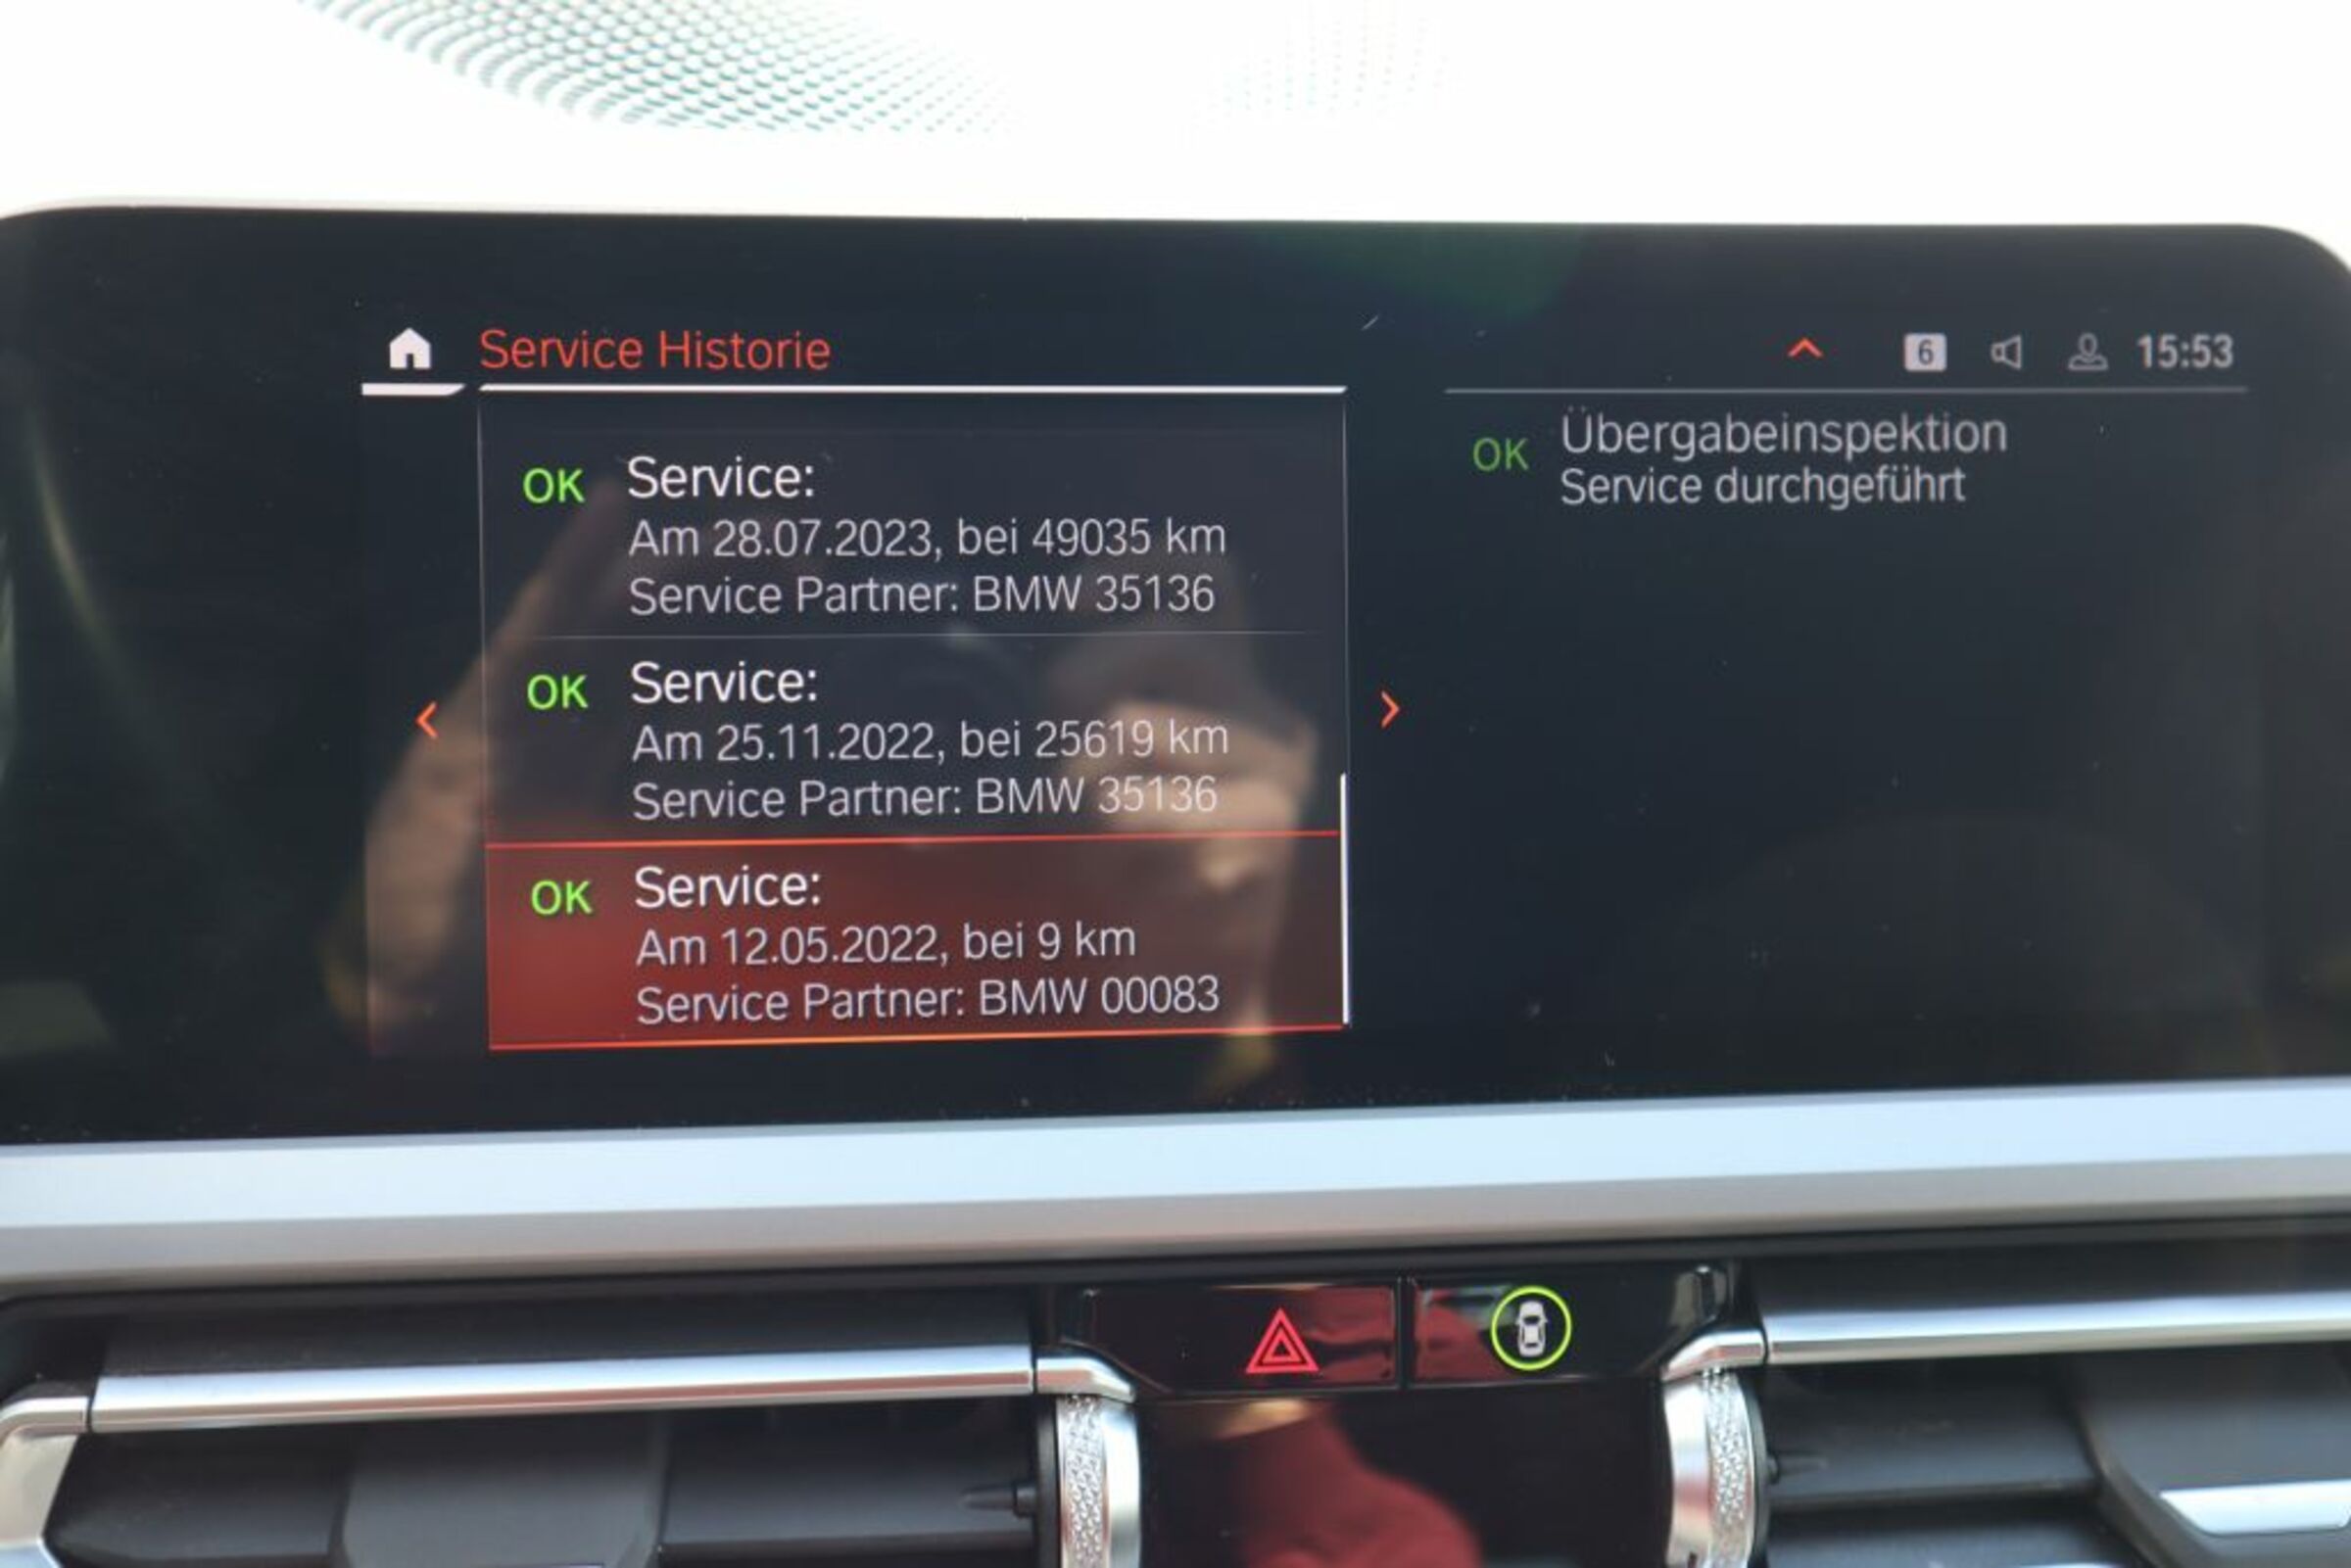 Service Historie
6
15:53
OK
Service:
Am 28.07.2023, bei 49035 km
Service Partner: BMW 35136
OK
Service:
Am 25.11.2022, bei 25619 km
Service Partner: BMW 35136
OK
Service:
Am 12.05.2022, bei 9 km
Service Partner: BMW 00083
OK
Übergabeinspektion
Service durchgeführt